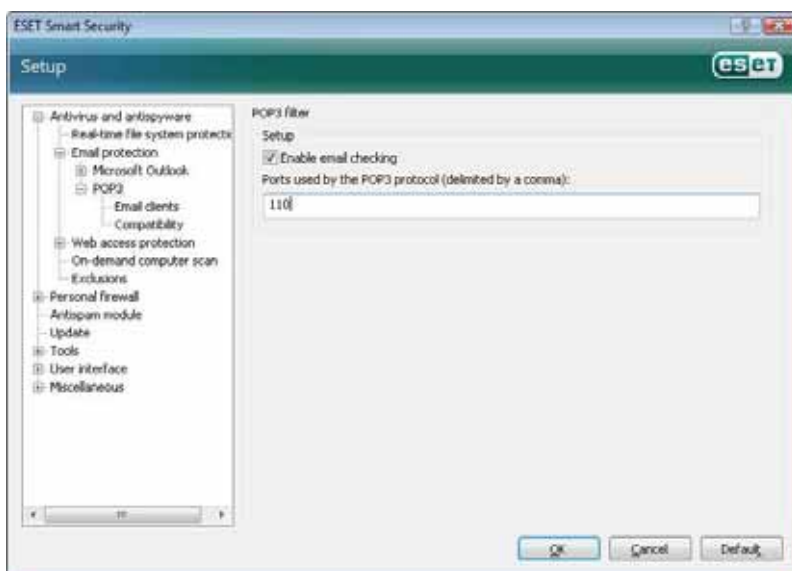 ESET Smart Security
Setup
eset
Antivirus and antispyware
Real-time file system protecti
Email protection
Microsoft Outlook
POP3
Email clients
Compatibility
Web access protection
On-demand computer scan
Exclusions
Personal firewall
Antispam module
Update
Tools
User interface
Miscellaneous
POP3 filter
Setup
Enable email checking
Ports used by the POP3 protocol (delimited by a comma):
110
OK
Cancel
Default